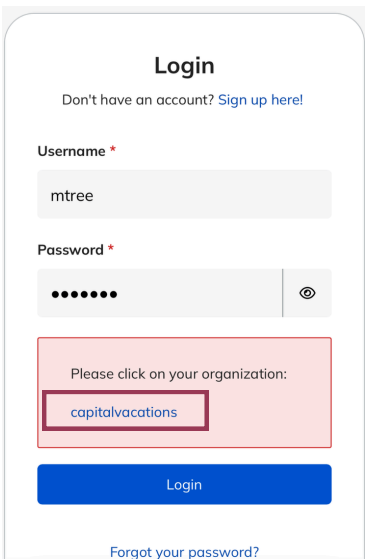 Login
Don't have an account? Sign up here!
Username *
mtree
Password *
●●●●●●●
Please click on your organization:
capitalvacations
Login
Forgot your password?